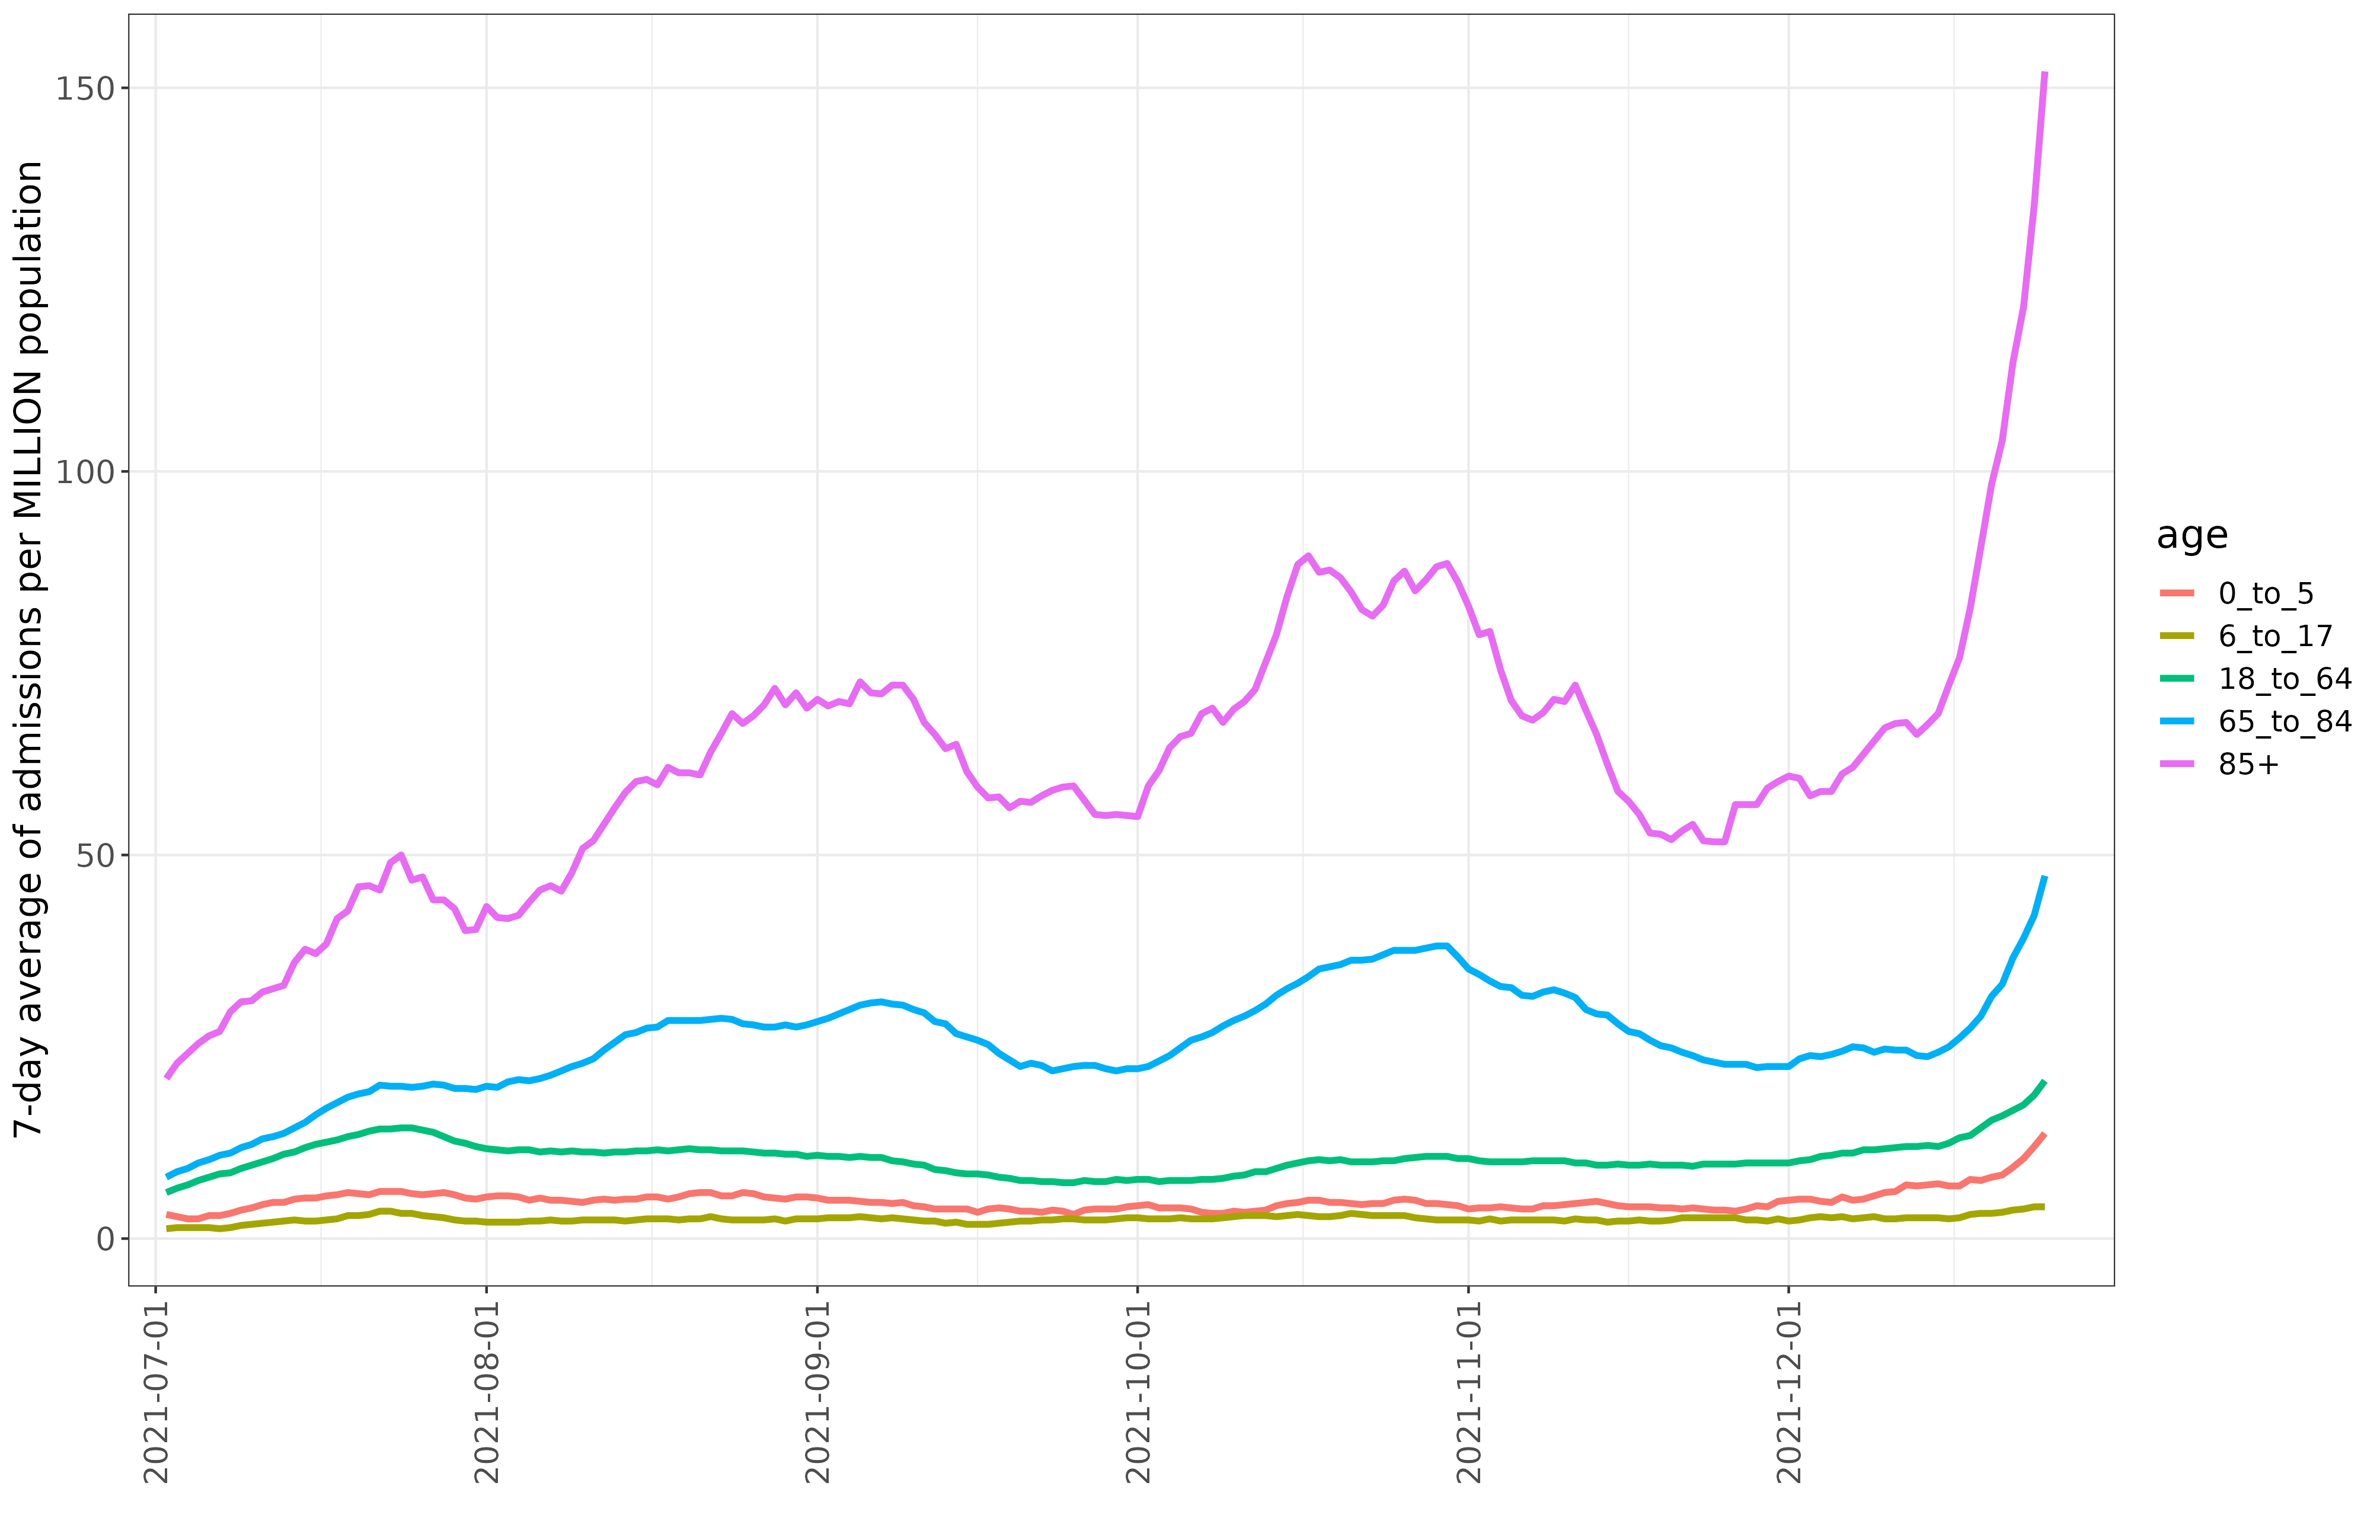 7-day average of admissions per MILLION population
150
100
50
0
2021-07-01
2021-08-01
2021-09-01
2021-10-01
2021-11-01
2021-12-01
age
0_to_5
6_to_17
18_to_64
65_to_84
85+